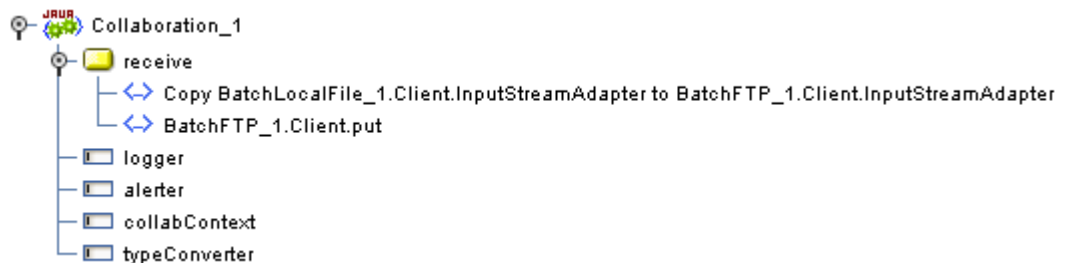 JAVA
Collaboration_1
receive
Copy BatchLocalFile_1.Client.InputStreamAdapter to BatchFTP_1.Client.InputStreamAdapter
BatchFTP_1.Client.put
logger
alerter
collabContext
typeConverter